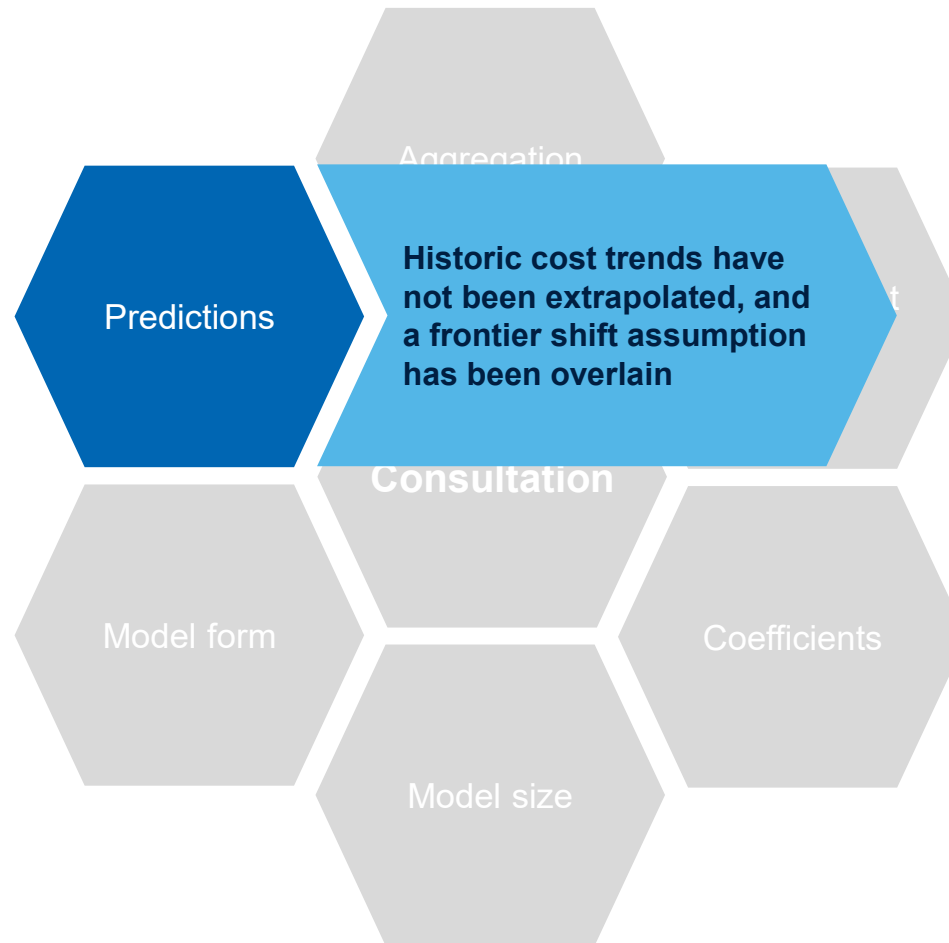 Aggregation
Predictions
Historic cost trends have
not been extrapolated, and
a frontier shift assumption
has been overlain
Consultation
Model form
Coefficients
Model size